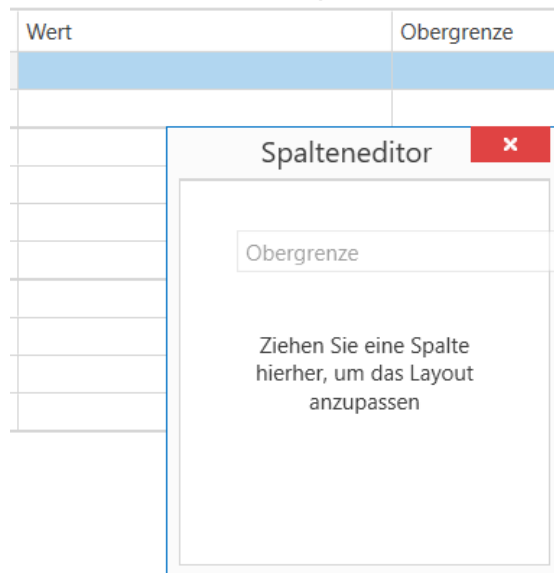 Wert Obergrenze
Spalteneditor
Obergrenze
Ziehen Sie eine Spalte
hierher, um das Layout
anzupassen